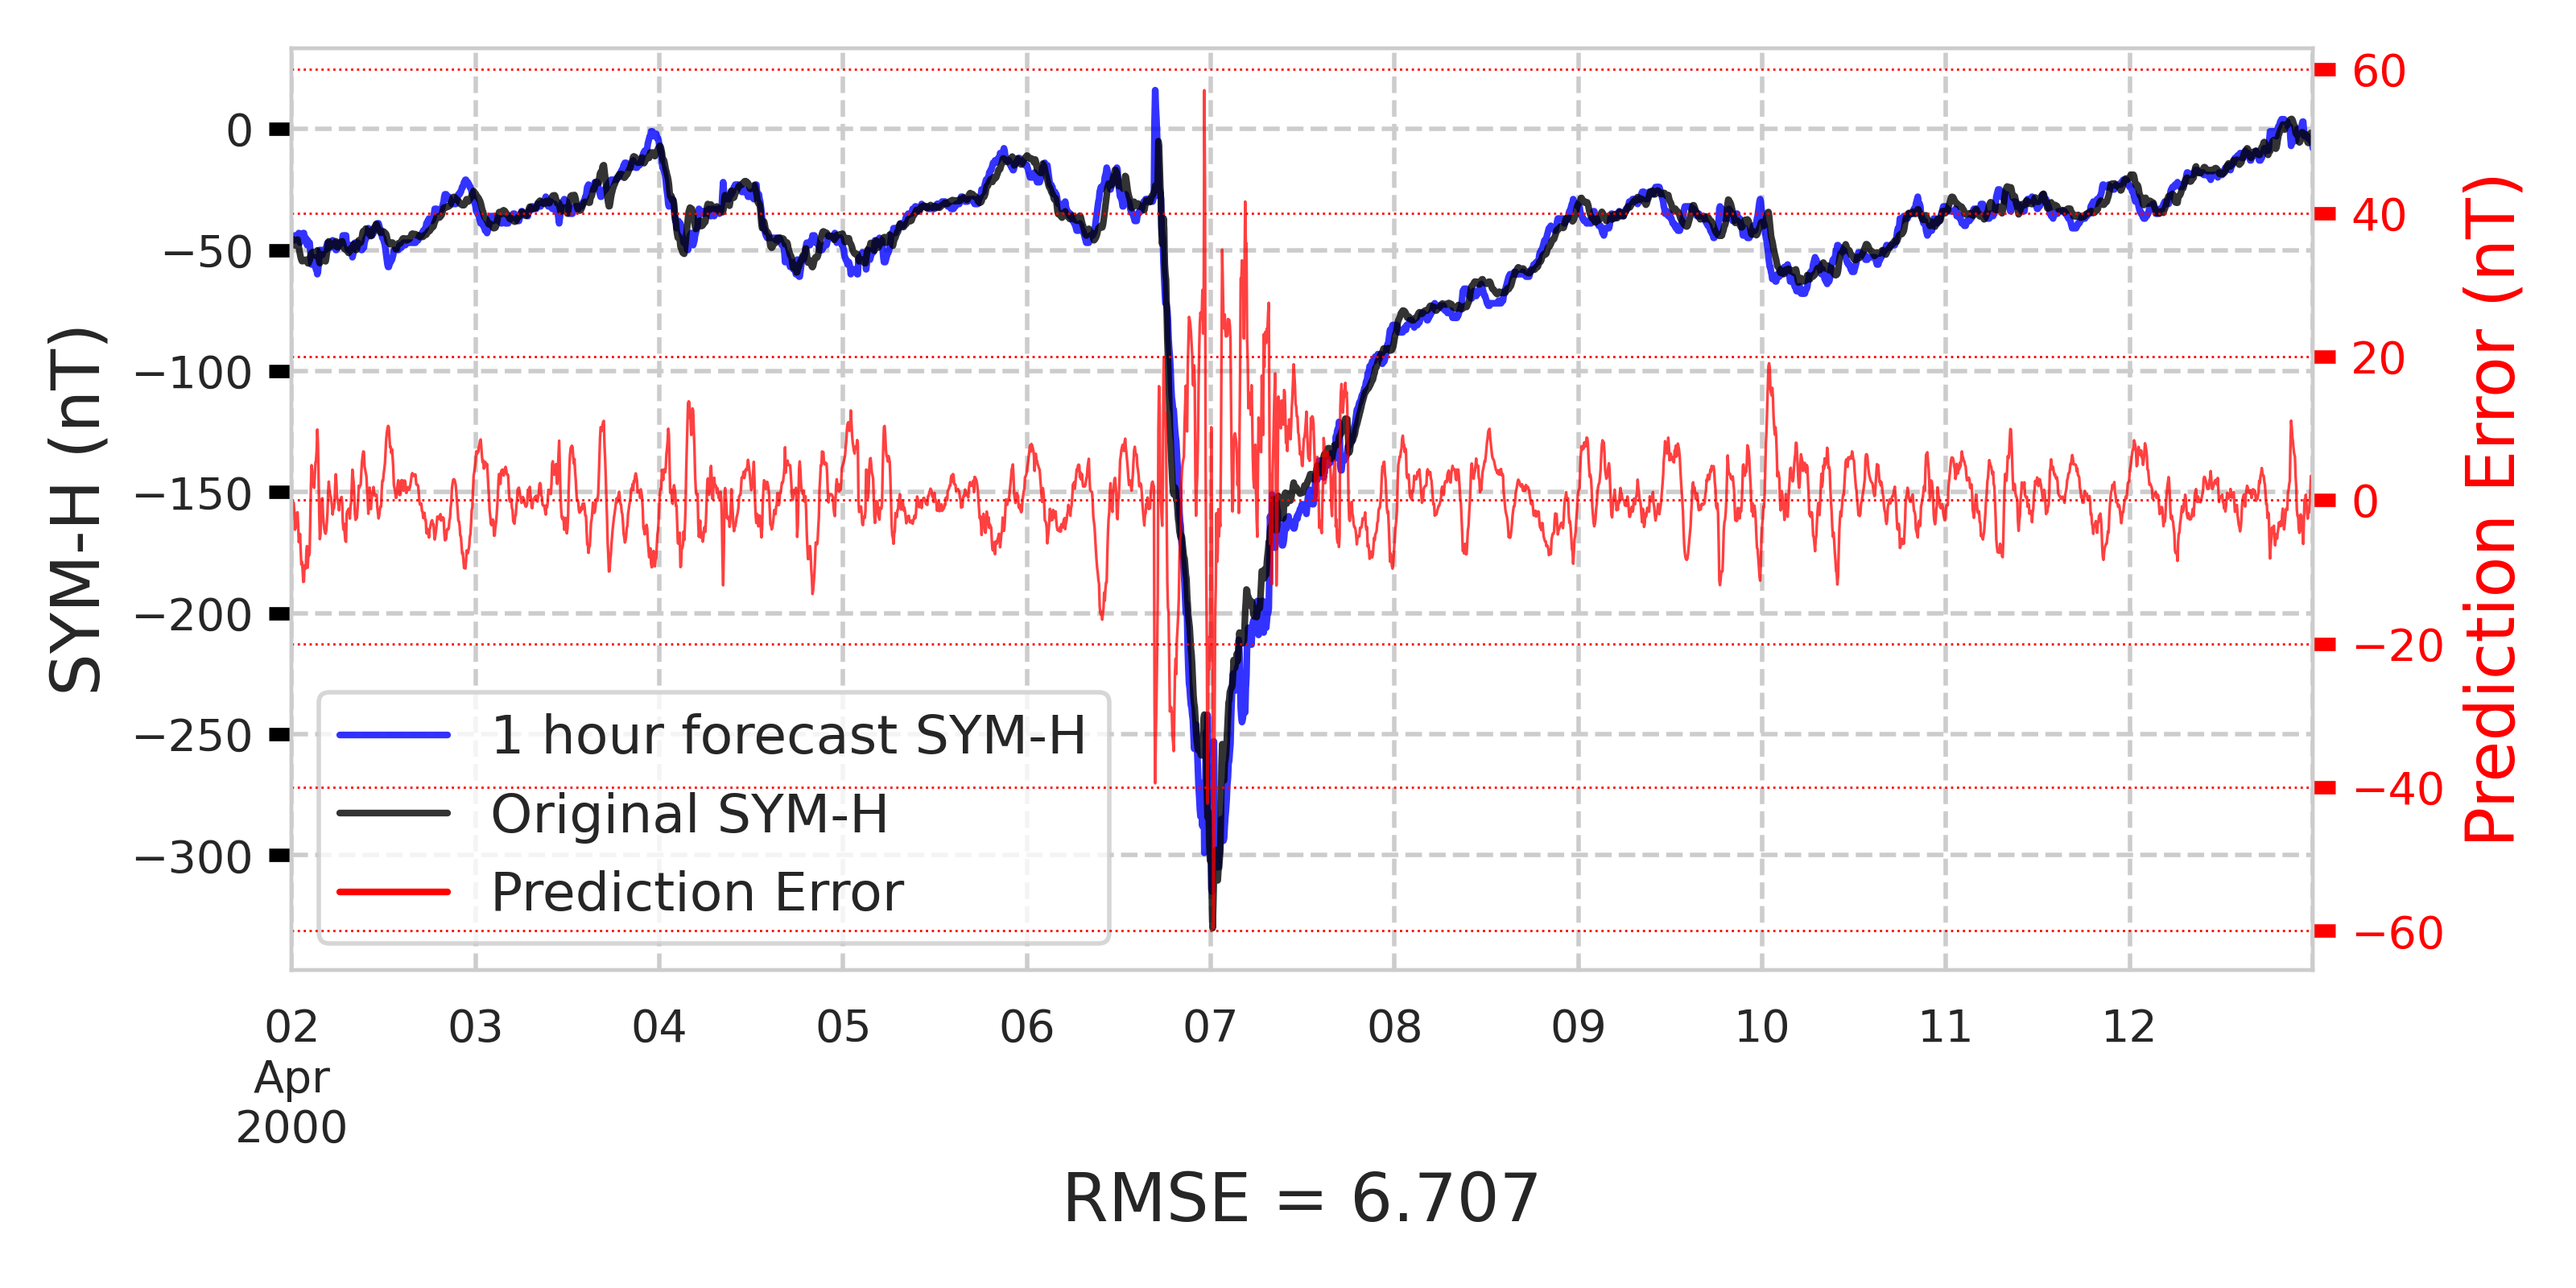 SYM-H (nT)
0
−50
−100
−150
−200
−250
−300
60
40
20
0
−20
−40
−60
Prediction Error (nT)
1 hour forecast SYM-H
Original SYM-H
Prediction Error
02 03 04 05 06 07 08 09 10 11 12
Apr
2000
RMSE = 6.707